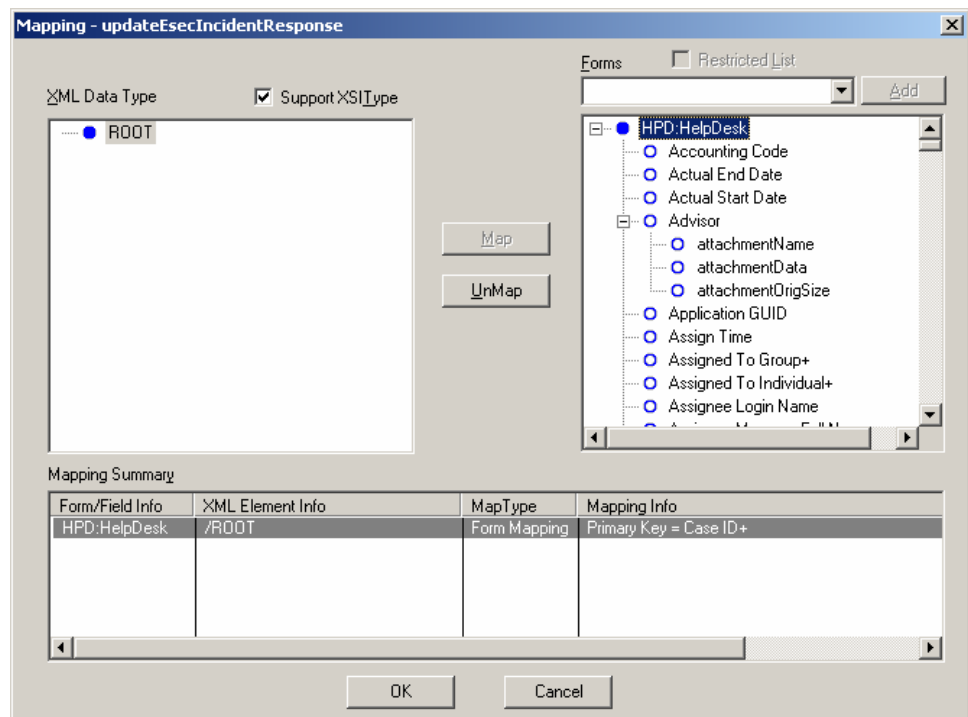 Mapping - updateEsecIncidentResponse
Forms
Restricted List
XML Data Type
Support XSIType
Add
ROOT
HPD:HelpDesk
Accounting Code
Actual End Date
Actual Start Date
Advisor
attachmentName
attachmentData
attachmentOrigSize
Application GUID
Assign Time
Assigned To Group+
Assigned To Individual+
Assignee Login Name
Map
UnMap
Mapping Summary
Form/Field Info XML Element Info MapType Mapping Info
HPD:HelpDesk /ROOT Form Mapping Primary Key = Case ID+
OK Cancel